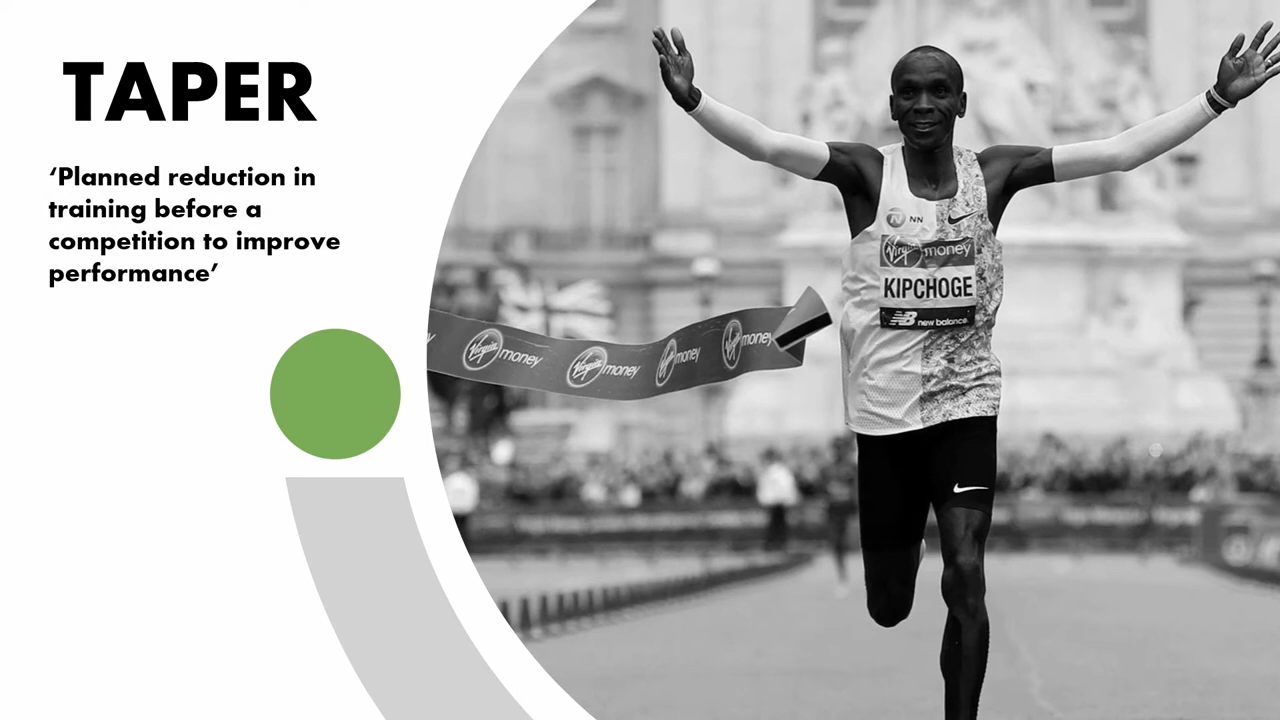 TAPER
‘Planned reduction in
training before a
competition to improve
performance’
NN
Virgin money
KIPCHOGE
NB new balance
Virgin money
Virgin money
Virgin money
Virgin money